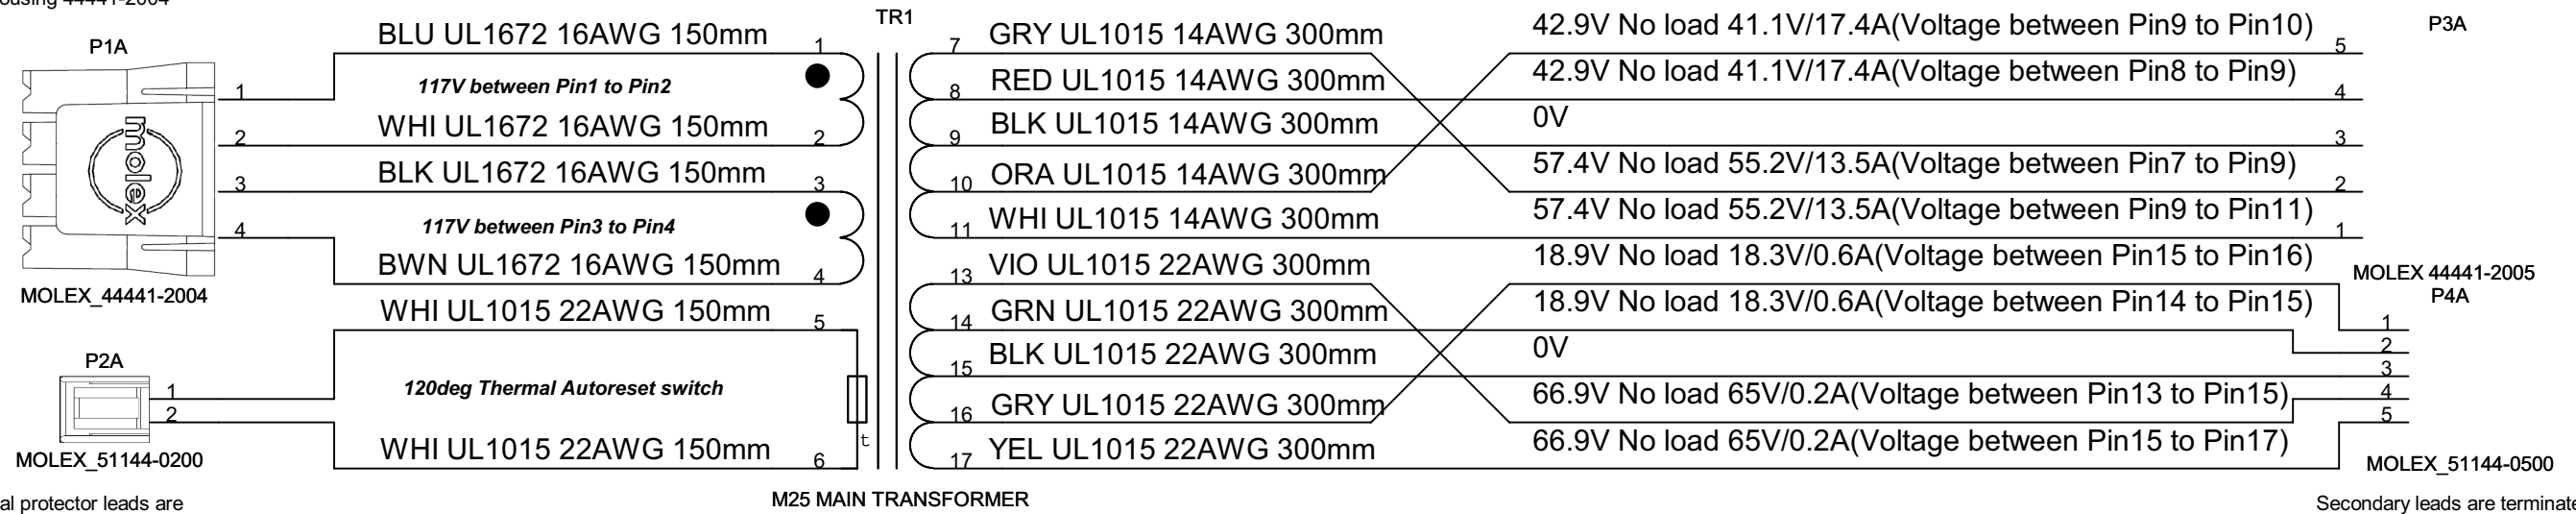 ousing 44441-2004
TR1
P1A
P3A
BLU UL1672 16AWG 150mm
1
7
GRY UL1015 14AWG 300mm
42.9V No load 41.1V/17.4A(Voltage between Pin9 to Pin10)
5
1
117V between Pin1 to Pin2
8
RED UL1015 14AWG 300mm
42.9V No load 41.1V/17.4A(Voltage between Pin8 to Pin9)
4
molex
2
WHI UL1672 16AWG 150mm
2
9
BLK UL1015 14AWG 300mm
0V
3
3
BLK UL1672 16AWG 150mm
3
10
ORA UL1015 14AWG 300mm
57.4V No load 55.2V/13.5A(Voltage between Pin7 to Pin9)
2
4
117V between Pin3 to Pin4
11
WHI UL1015 14AWG 300mm
57.4V No load 55.2V/13.5A(Voltage between Pin9 to Pin11)
1
BWN UL1672 16AWG 150mm
4
13
VIO UL1015 22AWG 300mm
18.9V No load 18.3V/0.6A(Voltage between Pin15 to Pin16)
MOLEX 44441-2005
P4A
MOLEX_44441-2004
WHI UL1015 22AWG 150mm
5
14
GRN UL1015 22AWG 300mm
18.9V No load 18.3V/0.6A(Voltage between Pin14 to Pin15)
1
2
P2A
15
BLK UL1015 22AWG 300mm
0V
3
1
2
120deg Thermal Autoreset switch
t
16
GRY UL1015 22AWG 300mm
66.9V No load 65V/0.2A(Voltage between Pin13 to Pin15)
4
5
MOLEX_51144-0200
WHI UL1015 22AWG 150mm
6
17
YEL UL1015 22AWG 300mm
66.9V No load 65V/0.2A(Voltage between Pin15 to Pin17)
MOLEX_51144-0500
al protector leads are
M25 MAIN TRANSFORMER
Secondary leads are terminate